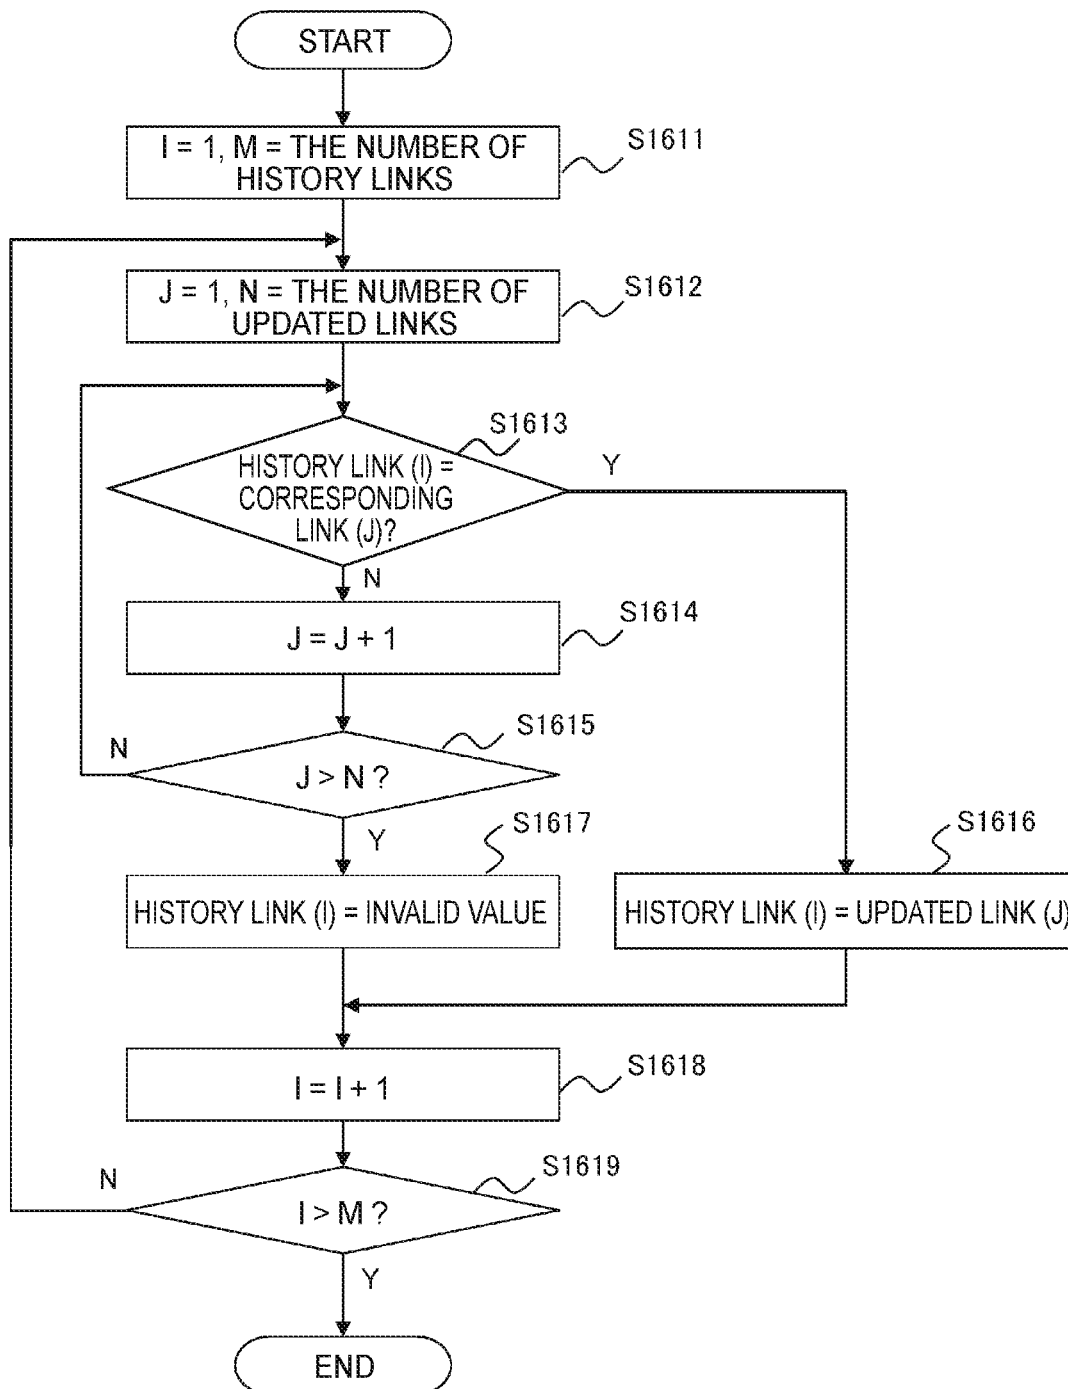 START
I = 1, M = THE NUMBER OF
HISTORY LINKS
S1611
J = 1, N = THE NUMBER OF
UPDATED LINKS
S1612
S1613
HISTORY LINK (I) =
CORRESPONDING
LINK (J)?
Y
N
J = J + 1
S1614
S1615
N
J > N ?
Y
S1617
S1616
HISTORY LINK (I) = INVALID VALUE
HISTORY LINK (I) = UPDATED LINK (J)
I = I + 1
S1618
S1619
N
I > M ?
Y
END